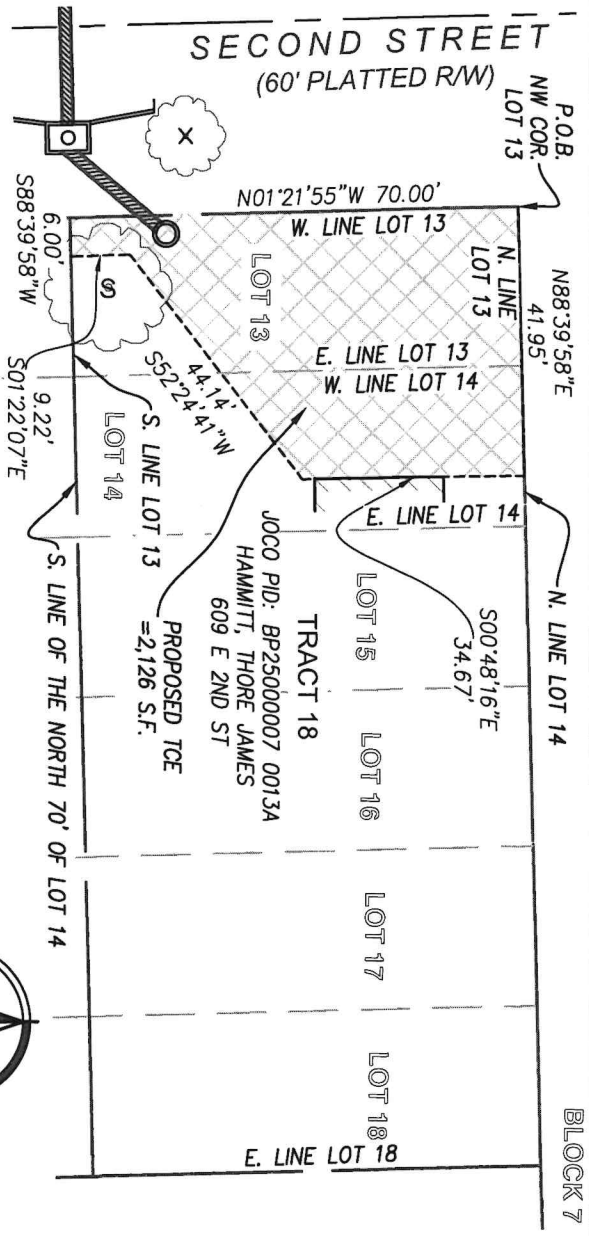 SECOND STREET
(60' PLATTED R/W)
P.O.B.
NW COR.
LOT 13
N01°21'55"W 70.00'
W. LINE LOT 13
N. LINE
LOT 13
N88°39'58"E
41.95'
N. LINE LOT 14
BLOCK 7
LOT 13
E. LINE LOT 13
W. LINE LOT 14
E. LINE LOT 14
S00°48'16"E
34.67'
44.14'
S52°24'41"W
X
S
6.00'
S88°39'58"W
9.22'
S01°22'07"E
LOT 14
S. LINE LOT 13
S. LINE OF THE NORTH 70' OF LOT 14
PROPOSED TCE
=2,126 S.F.
TRACT 18
JOCO PID: BP25000007 0013A
HAMMITT, THORE JAMES
609 E 2ND ST
LOT 15
LOT 16
LOT 17
LOT 18
E. LINE LOT 18